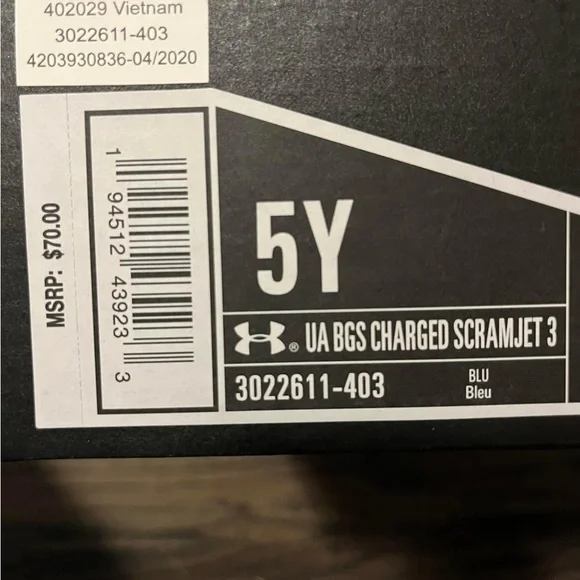 402029 Vietnam
3022611-403
4203930836-04/2020
MSRP: $70.00
1 94512 43923 3
5Y
® UA BGS CHARGED SCRAMJET 3
3022611-403
BLU
Bleu